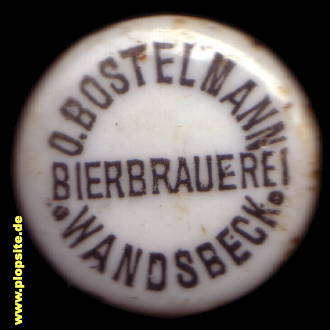 O. BOSTELMANN
BIERBRAUEREI
WANDSBECK
www.plopsite.de